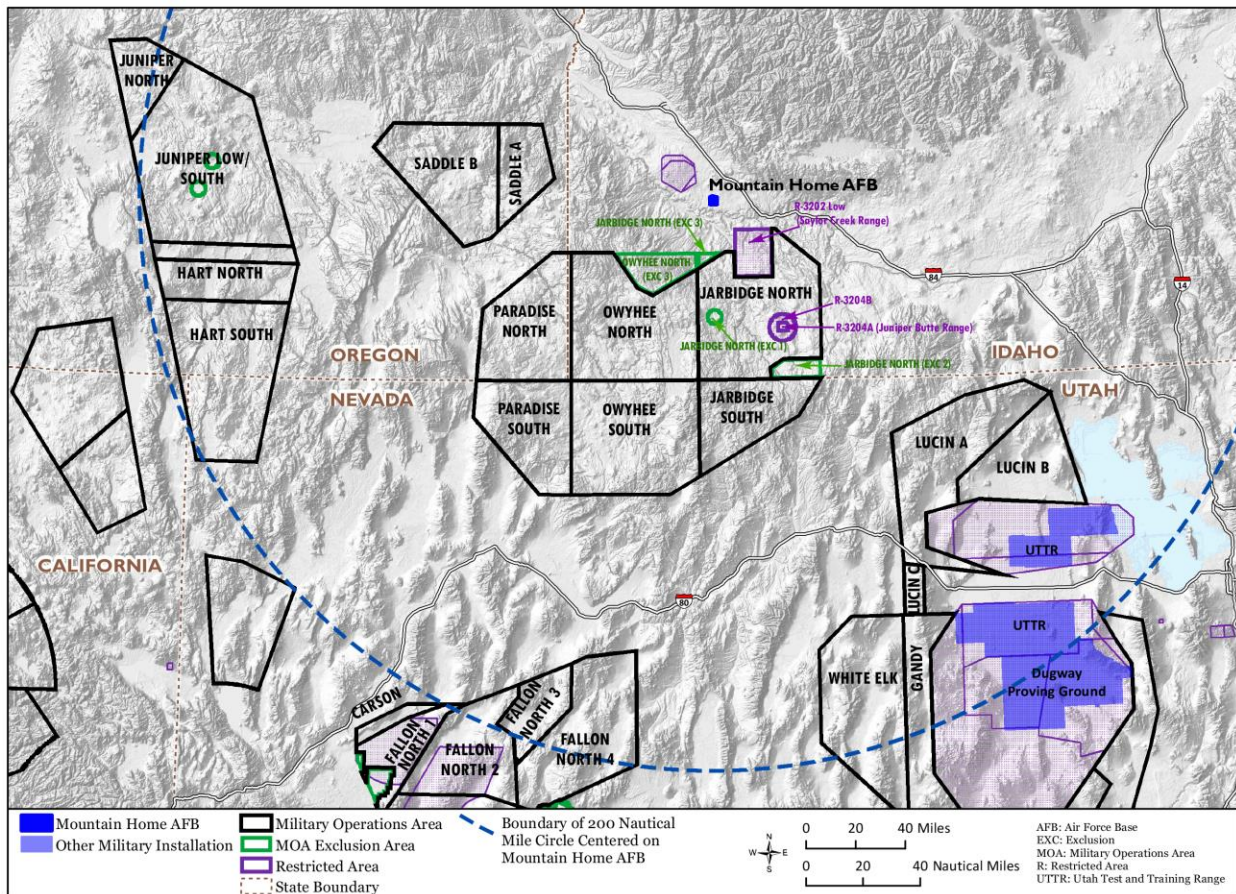 JUNIPER
NORTH
JUNIPER LOW/
SOUTH
SADDLE B
SADDLE A
Mountain Home AFB
R-3202 Low
(Saylor Creek Range)
JARBIDGE NORTH (EXC 3)
OWYHEE NORTH
(EXC 3)
HART NORTH
HART SOUTH
PARADISE
NORTH
OWYHEE
NORTH
JARBIDGE NORTH
84
14
R-3204B
R-3204A (Juniper Butte Range)
JARBIDGE NORTH (EXC 1)
JARBIDGE NORTH (EXC 2)
OREGON
NEVADA
IDAHO
UTAH
PARADISE
SOUTH
OWYHEE
SOUTH
JARBIDGE
SOUTH
LUCIN A
LUCIN B
UTTR
CALIFORNIA
LUCIN C
80
UTTR
WHITE ELK
GANDY
Dugway
Proving Ground
CARSON
FALLON
NORTH 1
FALLON
NORTH 2
FALLON
NORTH 3
FALLON
NORTH 4
Mountain Home AFB
Other Military Installation
Military Operations Area
MOA Exclusion Area
Restricted Area
State Boundary
Boundary of 200 Nautical
Mile Circle Centered on
Mountain Home AFB
N
W E
S
0 20 40 Miles
0 20 40 Nautical Miles
AFB: Air Force Base
EXC: Exclusion
MOA: Military Operations Area
R: Restricted Area
UTTR: Utah Test and Training Range